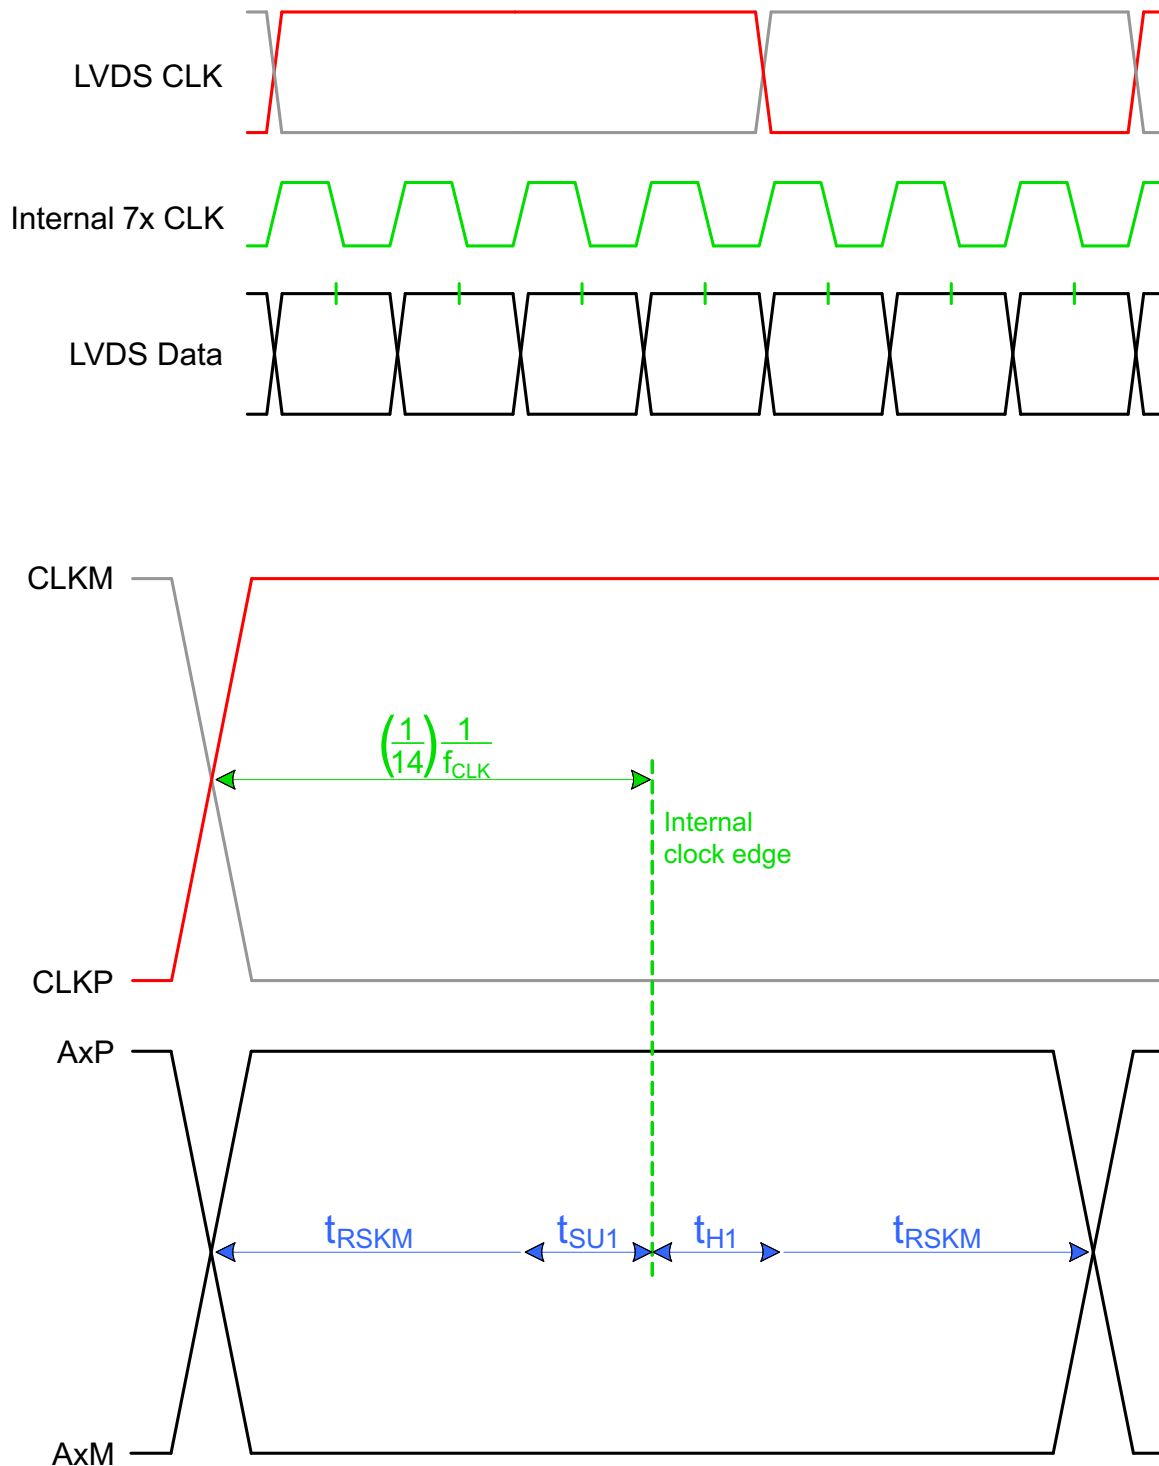 LVDS CLK
Internal 7x CLK
LVDS Data
CLKM
(1/14) 1/fCLK
Internal
clock edge
CLKP
AxP
tRSKM tSU1 tH1 tRSKM
AxM